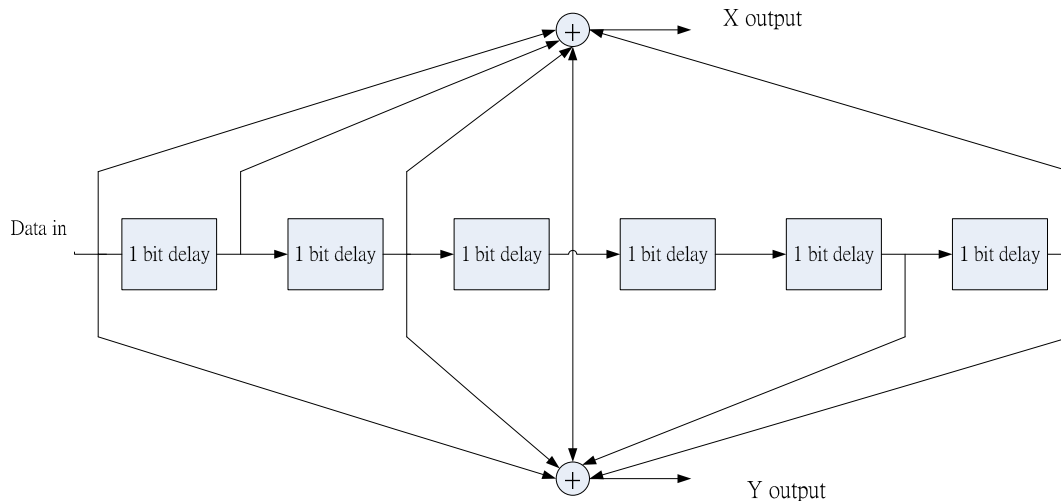 +
X output
Data in
1 bit delay
1 bit delay
1 bit delay
1 bit delay
1 bit delay
1 bit delay
+
Y output